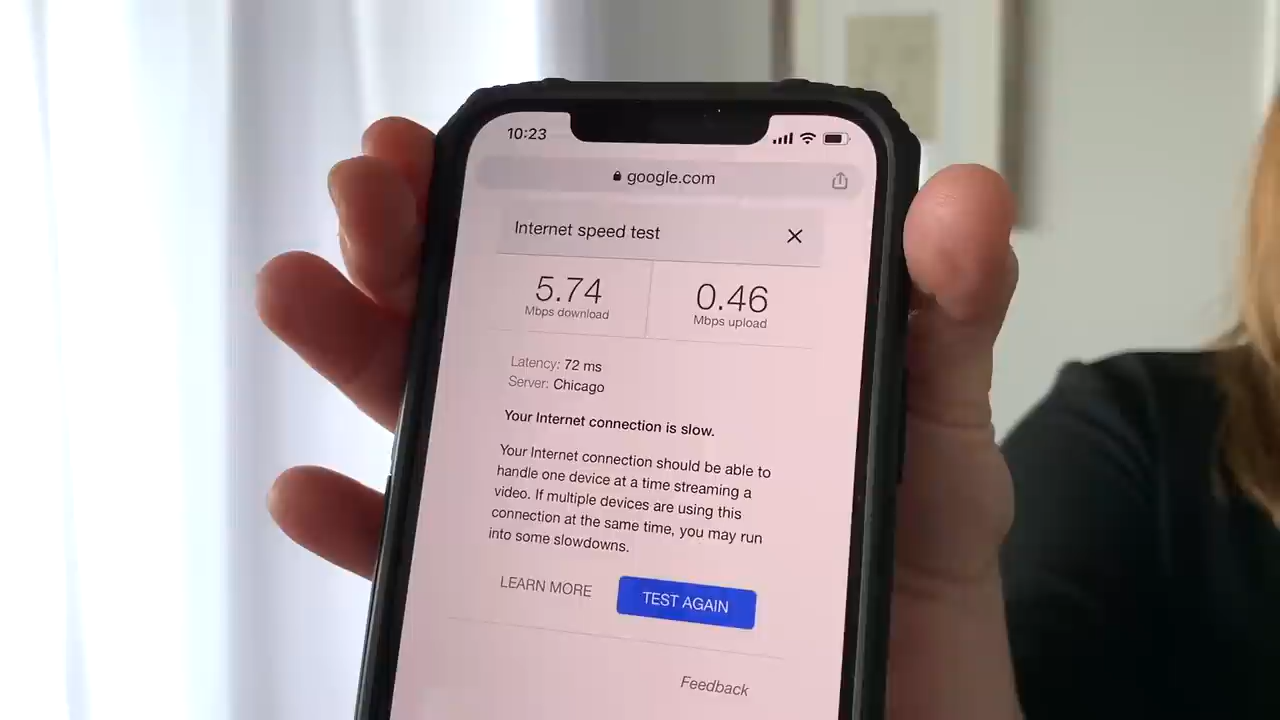 10:23
google.com
Internet speed test
5.74
Mbps download
0.46
Mbps upload
Latency: 72 ms
Server: Chicago
Your Internet connection is slow.
Your Internet connection should be able to
handle one device at a time streaming a
video. If multiple devices are using this
connection at the same time, you may run
into some slowdowns.
LEARN MORE
TEST AGAIN
Feedback